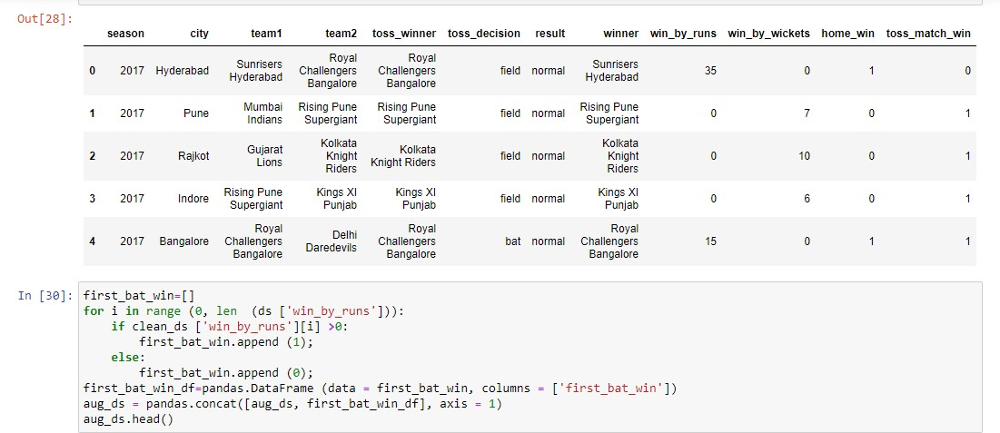 Out[28]:
season city team1 team2 toss_winner toss_decision result winner win_by_runs win_by_wickets home_win toss_match_win
0 2017 Hyderabad Sunrisers Hyderabad Royal Challengers Bangalore Royal Challengers Bangalore field normal Sunrisers Hyderabad 35 0 1 0
1 2017 Pune Mumbai Indians Rising Pune Supergiant Rising Pune Supergiant field normal Rising Pune Supergiant 0 7 0 1
2 2017 Rajkot Gujarat Lions Kolkata Knight Riders Kolkata Knight Riders field normal Kolkata Knight Riders 0 10 0 1
3 2017 Indore Rising Pune Supergiant Kings XI Punjab Kings XI Punjab field normal Kings XI Punjab 0 6 0 1
4 2017 Bangalore Royal Challengers Bangalore Delhi Daredevils Royal Challengers Bangalore bat normal Royal Challengers Bangalore 15 0 1 1
In [30]: first_bat_win=[]
for i in range (0, len  (ds ['win_by_runs'])):
    if clean_ds ['win_by_runs'][i] >0:
        first_bat_win.append (1);
    else:
        first_bat_win.append (0);
first_bat_win_df=pandas.DataFrame (data = first_bat_win, columns = ['first_bat_win'])
aug_ds = pandas.concat([aug_ds, first_bat_win_df], axis = 1)
aug_ds.head()